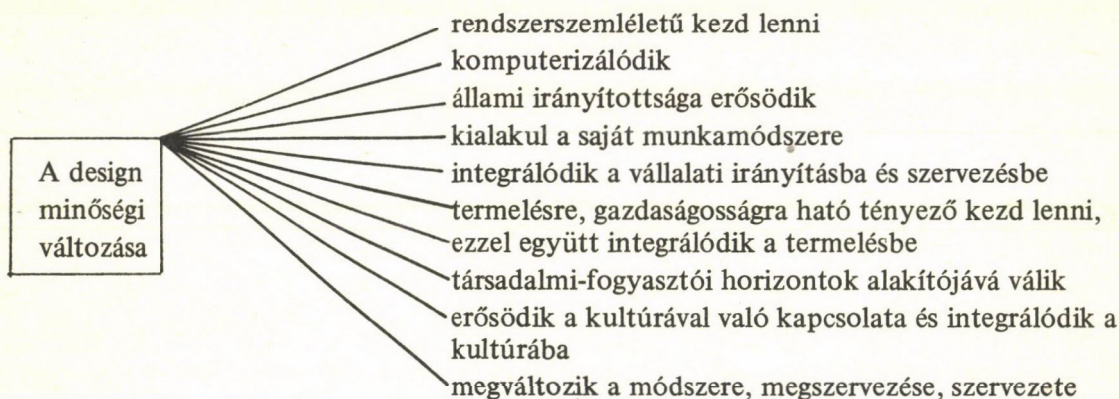 A design
minőségi
változása
rendszerszemléletű kezd lenni
komputerizálódik
állami irányítottsága erősödik
kialakul a saját munkamódszere
integrálódik a vállalati irányításba és szervezésbe
termelésre, gazdaságosságra ható tényező kezd lenni,
ezzel együtt integrálódik a termelésbe
társadalmi-fogyasztói horizontok alakítójává válik
erősödik a kultúrával való kapcsolata és integrálódik a
kultúrába
megváltozik a módszere, megszervezése, szervezete